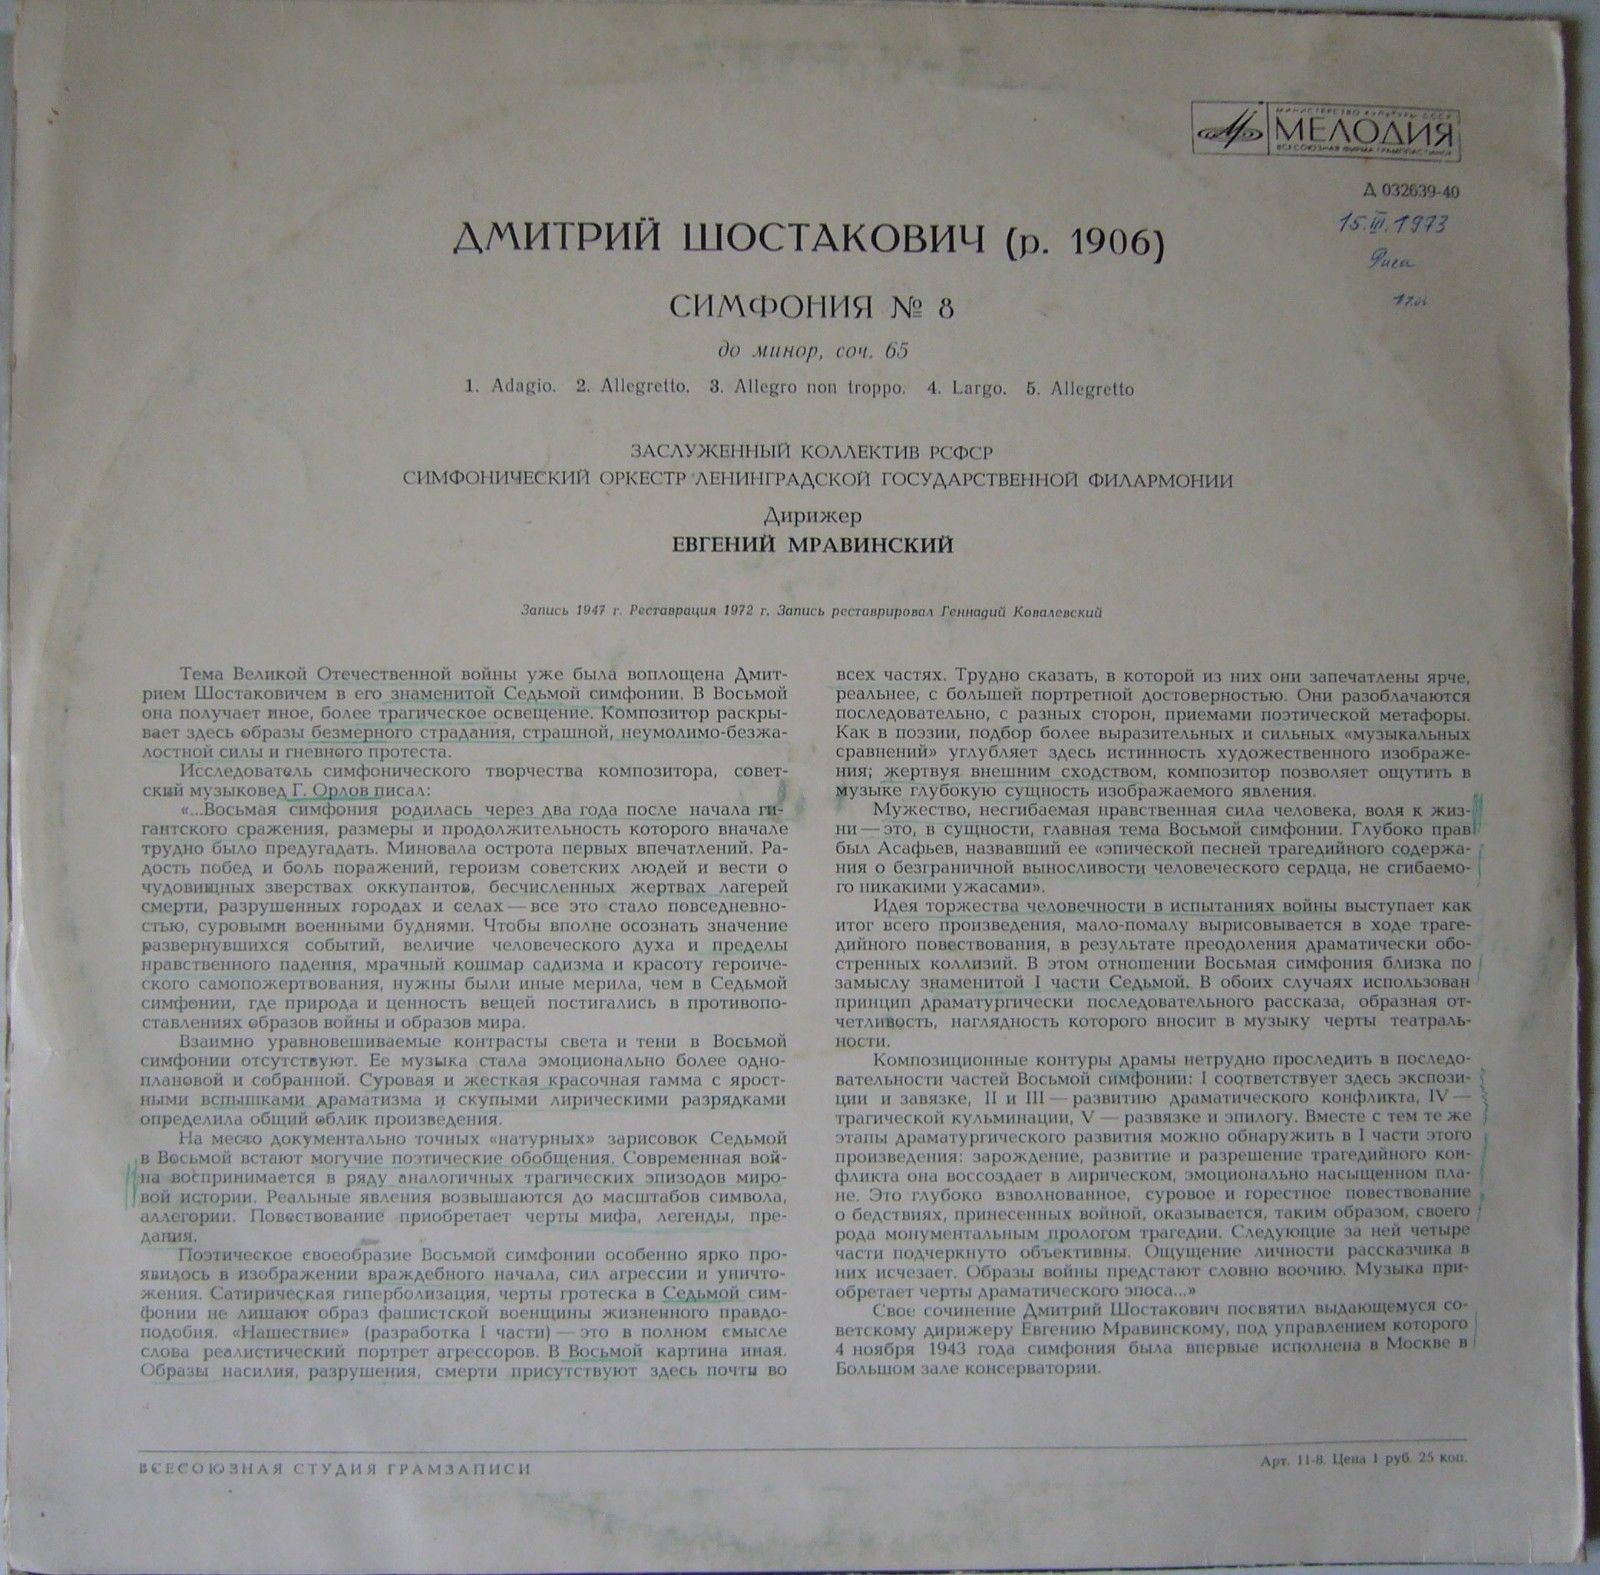 МИНИСТЕРСТВО КУЛЬТУРЫ СССР
МЕЛОДИЯ
ВСЕСОЮЗНАЯ ФИРМА ГРАМПЛАСТИНОК
Д 032639-40
15.III.1973
Рига
ДМИТРИЙ ШОСТАКОВИЧ (р. 1906)
СИМФОНИЯ № 8
до минор, соч. 65
1. Adagio. 2. Allegretto. 3. Allegro non troppo. 4. Largo. 5. Allegretto
ЗАСЛУЖЕННЫЙ КОЛЛЕКТИВ РСФСР
СИМФОНИЧЕСКИЙ ОРКЕСТР ЛЕНИНГРАДСКОЙ ГОСУДАРСТВЕННОЙ ФИЛАРМОНИИ
Дирижер
ЕВГЕНИЙ МРАВИНСКИЙ
Запись 1947 г. Реставрация 1972 г. Запись реставрировал Геннадий Ковалевский
Тема Великой Отечественной войны уже была воплощена Дмит-
рием Шостаковичем в его знаменитой Седьмой симфонии. В Восьмой
она получает иное, более трагическое освещение. Композитор раскры-
вает здесь образы безмерного страдания, страшной, неумолимо-безжа-
лостной силы и гневного протеста.
Исследователь симфонического творчества композитора, совет-
ский музыковед Г. Орлов писал:
«...Восьмая симфония родилась через два года после начала ги-
гантского сражения, размеры и продолжительность которого вначале
трудно было предугадать. Миновала острота первых впечатлений. Ра-
дость побед и боль поражений, героизм советских людей и вести о
чудовищных зверствах оккупантов, бесчисленных жертвах лагерей
смерти, разрушенных городах и селах — все это стало повседневно-
стью, суровыми военными буднями. Чтобы вполне осознать значение
развернувшихся событий, величие человеческого духа и пределы
нравственного падения, мрачный кошмар садизма и красоту героиче-
ского самопожертвования, нужны были иные мерила, чем в Седьмой
симфонии, где природа и ценность вещей постигались в противопо-
ставлениях образов войны и образов мира.
Взаимно уравновешиваемые контрасты света и тени в Восьмой
симфонии отсутствуют. Ее музыка стала эмоционально более одно-
плановой и собранной. Суровая и жесткая красочная гамма с ярост-
ными вспышками драматизма и скупыми лирическими разрядками
определила общий облик произведения.
На место документально точных «натурных» зарисовок Седьмой
в Восьмой встают могучие поэтические обобщения. Современная вой-
на воспринимается в ряду аналогичных трагических эпизодов миро-
вой истории. Реальные явления возвышаются до масштабов символа,
аллегории. Повествование приобретает черты мифа, легенды, пре-
дания.
Поэтическое своеобразие Восьмой симфонии особенно ярко про-
явилось в изображении враждебного начала, сил агрессии и уничто-
жения. Сатирическая гиперболизация, черты гротеска в Седьмой сим-
фонии не лишают образ фашистской военщины жизненного правдо-
подобия. «Нашествие» (разработка I части) — это в полном смысле
слова реалистический портрет агрессоров. В Восьмой картина иная.
Образы насилия, разрушения, смерти присутствуют здесь почти во
всех частях. Трудно сказать, в которой из них они запечатлены ярче,
реальнее, с большей портретной достоверностью. Они разоблачаются
последовательно, с разных сторон, приемами поэтической метафоры.
Как в поэзии, подбор более выразительных и сильных «музыкальных
сравнений» углубляет здесь истинность художественного изображе-
ния; жертвуя внешним сходством, композитор позволяет ощутить в
музыке глубокую сущность изображаемого явления.
Мужество, несгибаемая нравственная сила человека, воля к жиз-
ни — это, в сущности, главная тема Восьмой симфонии. Глубоко прав
был Асафьев, назвавший ее «эпической песней трагедийного содержа-
ния о безграничной выносливости человеческого сердца, не сгибаемо-
го никакими ужасами».
Идея торжества человечности в испытаниях войны выступает как
итог всего произведения, мало-помалу вырисовывается в ходе траге-
дийного повествования, в результате преодоления драматически обо-
стренных коллизий. В этом отношении Восьмая симфония близка по
замыслу знаменитой I части Седьмой. В обоих случаях использован
принцип драматургически последовательного рассказа, образная от-
четливость, наглядность которого вносит в музыку черты театраль-
ности.
Композиционные контуры драмы нетрудно проследить в последо-
вательности частей Восьмой симфонии: I соответствует здесь экспози-
ции и завязке, II и III — развитию драматического конфликта, IV —
трагической кульминации, V — развязке и эпилогу. Вместе с тем те же
этапы драматургического развития можно обнаружить в I части этого
произведения: зарождение, развитие и разрешение трагедийного кон-
фликта она воссоздает в лирическом, эмоционально насыщенном пла-
не. Это глубоко взволнованное, суровое и горестное повествование
о бедствиях, принесенных войной, оказывается, таким образом, своего
рода монументальным прологом трагедии. Следующие за ней четыре
части подчеркнуто объективны. Ощущение личности рассказчика в
них исчезает. Образы войны предстают словно воочию. Музыка при-
обретает черты драматического эпоса...»
Свое сочинение Дмитрий Шостакович посвятил выдающемуся со-
ветскому дирижеру Евгению Мравинскому, под управлением которого
4 ноября 1943 года симфония была впервые исполнена в Москве в
Большом зале консерватории.
ВСЕСОЮЗНАЯ СТУДИЯ ГРАМЗАПИСИ
Арт. 11-8. Цена 1 руб. 25 коп.